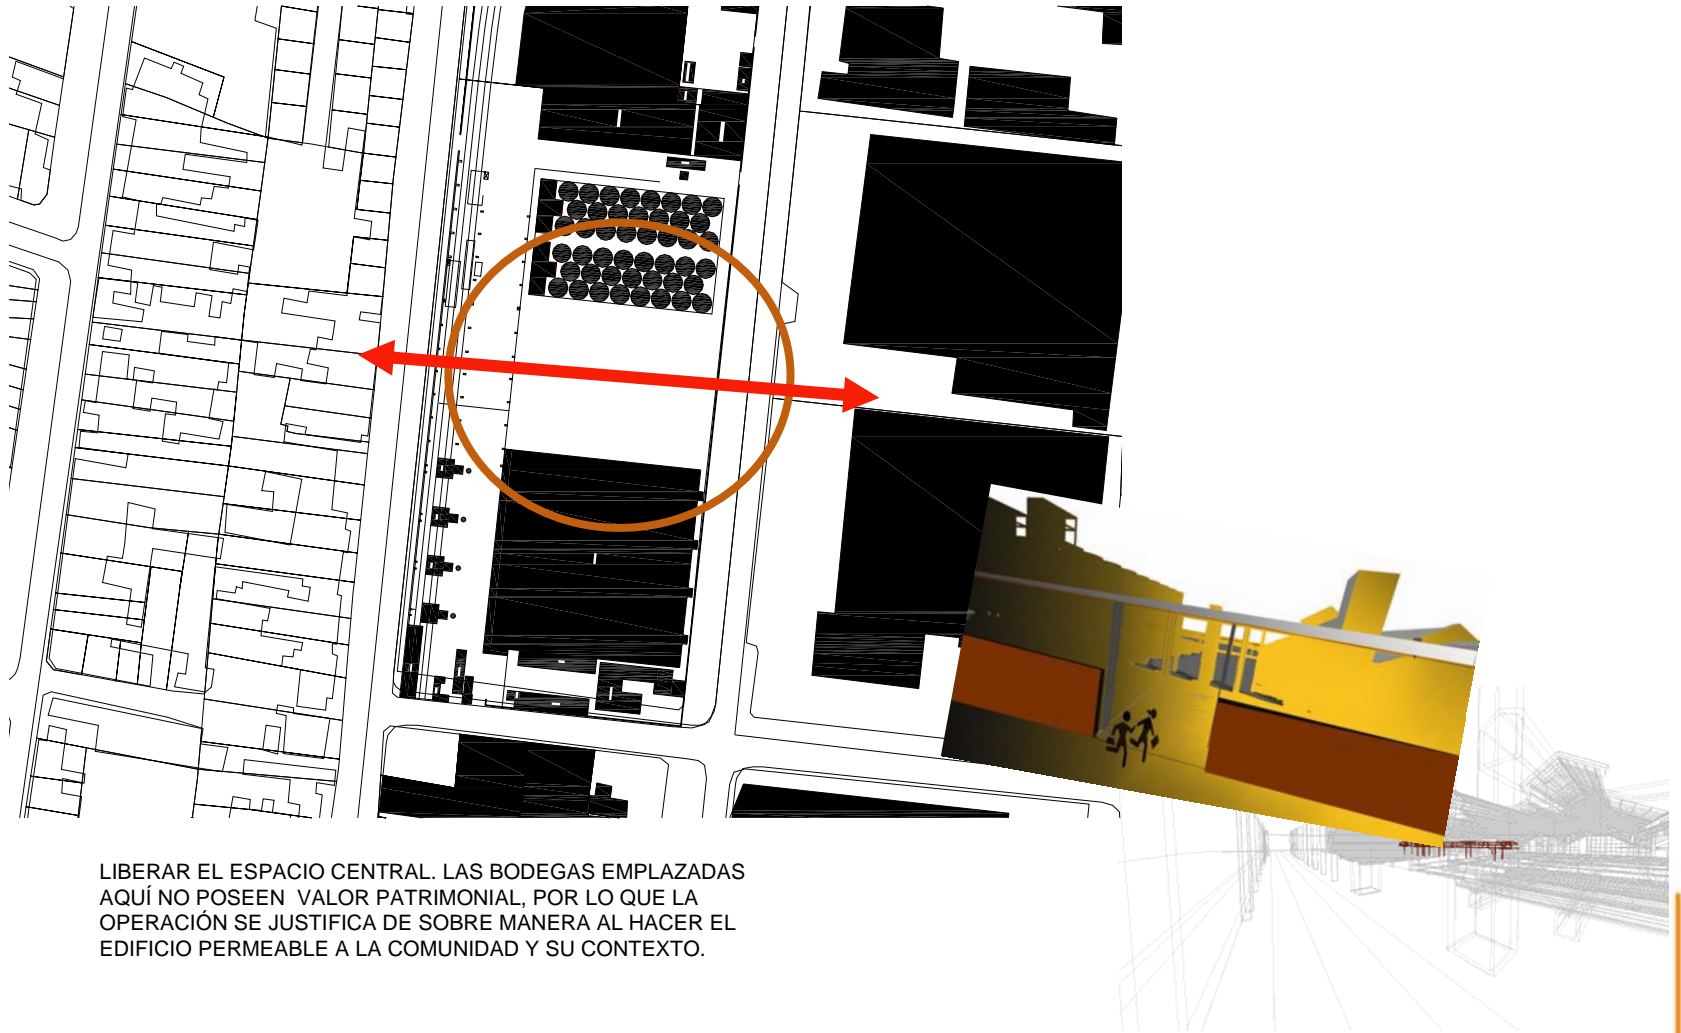 LIBERAR EL ESPACIO CENTRAL. LAS BODEGAS EMPLAZADAS
AQUÍ NO POSEEN  VALOR PATRIMONIAL, POR LO QUE LA
OPERACIÓN SE JUSTIFICA DE SOBRE MANERA AL HACER EL
EDIFICIO PERMEABLE A LA COMUNIDAD Y SU CONTEXTO.